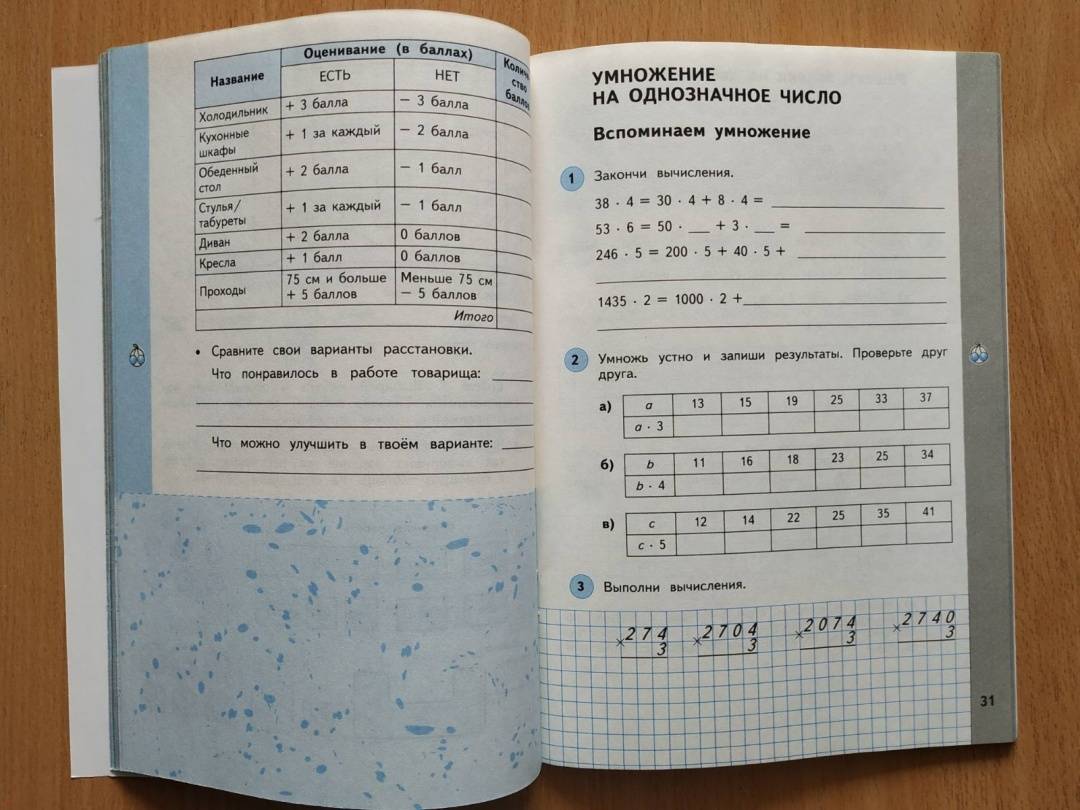 Оценивание (в баллах)
Название ЕСТЬ НЕТ
Холодильник + 3 балла − 3 балла
Кухонные шкафы + 1 за каждый − 2 балла
Обеденный стол + 2 балла − 1 балл
Стулья/ табуреты + 1 за каждый − 1 балл
Диван + 2 балла 0 баллов
Кресла + 1 балл 0 баллов
Проходы 75 см и больше + 5 баллов Меньше 75 см − 5 баллов
Итого
• Сравните свои варианты расстановки.
Что понравилось в работе товарища:
Что можно улучшить в твоём варианте:
УМНОЖЕНИЕ
НА ОДНОЗНАЧНОЕ ЧИСЛО
Вспоминаем умножение
1 Закончи вычисления.
38 · 4 = 30 · 4 + 8 · 4 =
53 · 6 = 50 · __ + 3 · __ =
246 · 5 = 200 · 5 + 40 · 5 +
1435 · 2 = 1000 · 2 +
2 Умножь устно и запиши результаты. Проверьте друг
друга.
а) a 13 15 19 25 33 37
a · 3
б) b 11 16 18 23 25 34
b · 4
в) c 12 14 22 25 35 41
c · 5
3 Выполни вычисления.
×274 ×2704 ×2074 ×2740
3 3 3 3
31